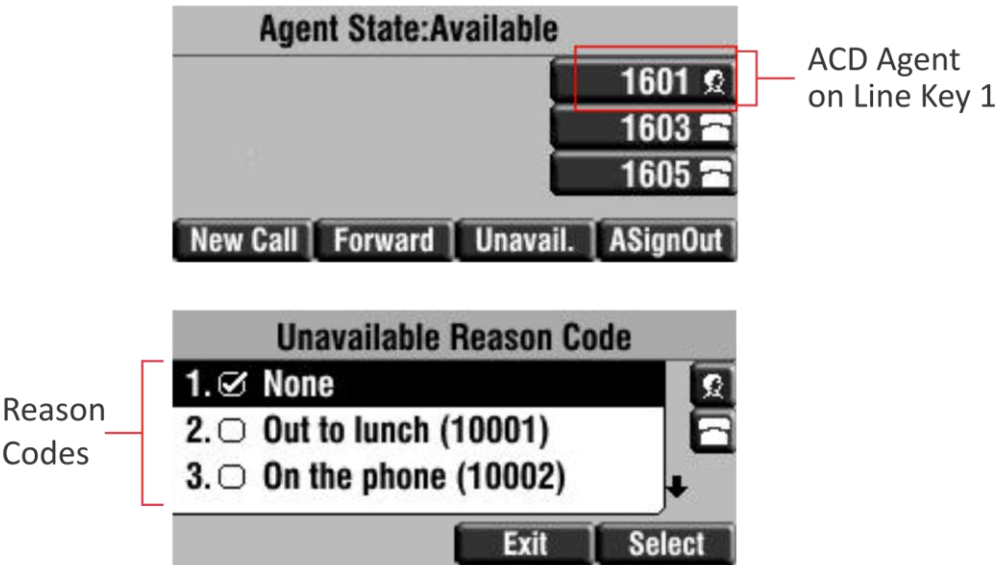 Agent State:Available
1601
ACD Agent
on Line Key 1
1603
1605
New Call Forward Unavail. ASignOut
Unavailable Reason Code
Reason
Codes
1. None
2. Out to lunch (10001)
3. On the phone (10002)
Exit Select